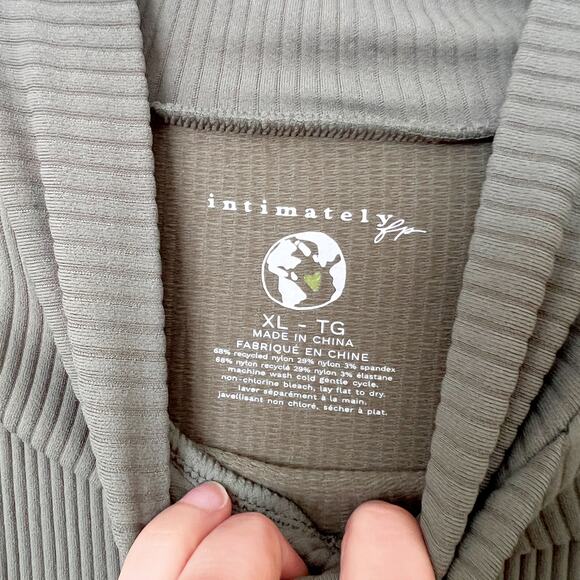 intimately
fp
XL - TG
MADE IN CHINA
FABRIQUÉ EN CHINE
68% recycled nylon 29% nylon 3% spandex
68% nylon recyclé 29% nylon 3% élastane
machine wash cold gentle cycle.
non-chlorine bleach, lay flat to dry.
laver séparément à la main.
javellisant non chloré, sécher à plat.